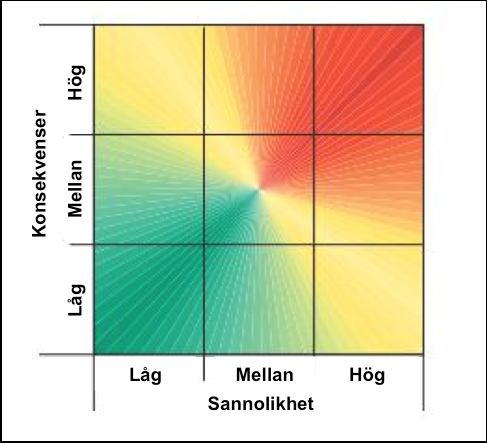 Konsekvenser
Hög
Mellan
Låg
Låg Mellan Hög
Sannolikhet